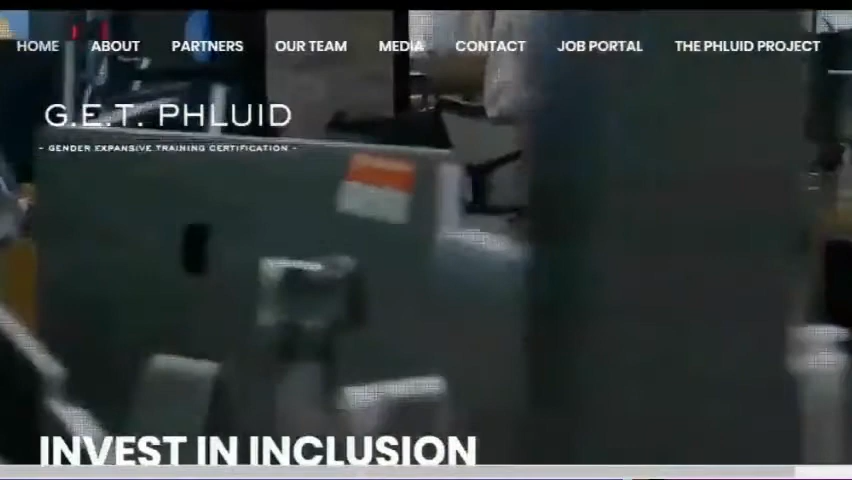 HOME ABOUT PARTNERS OUR TEAM MEDIA CONTACT JOB PORTAL THE PHLUID PROJECT
G.E.T. PHLUID
- GENDER EXPANSIVE TRAINING CERTIFICATION -
INVEST IN INCLUSION